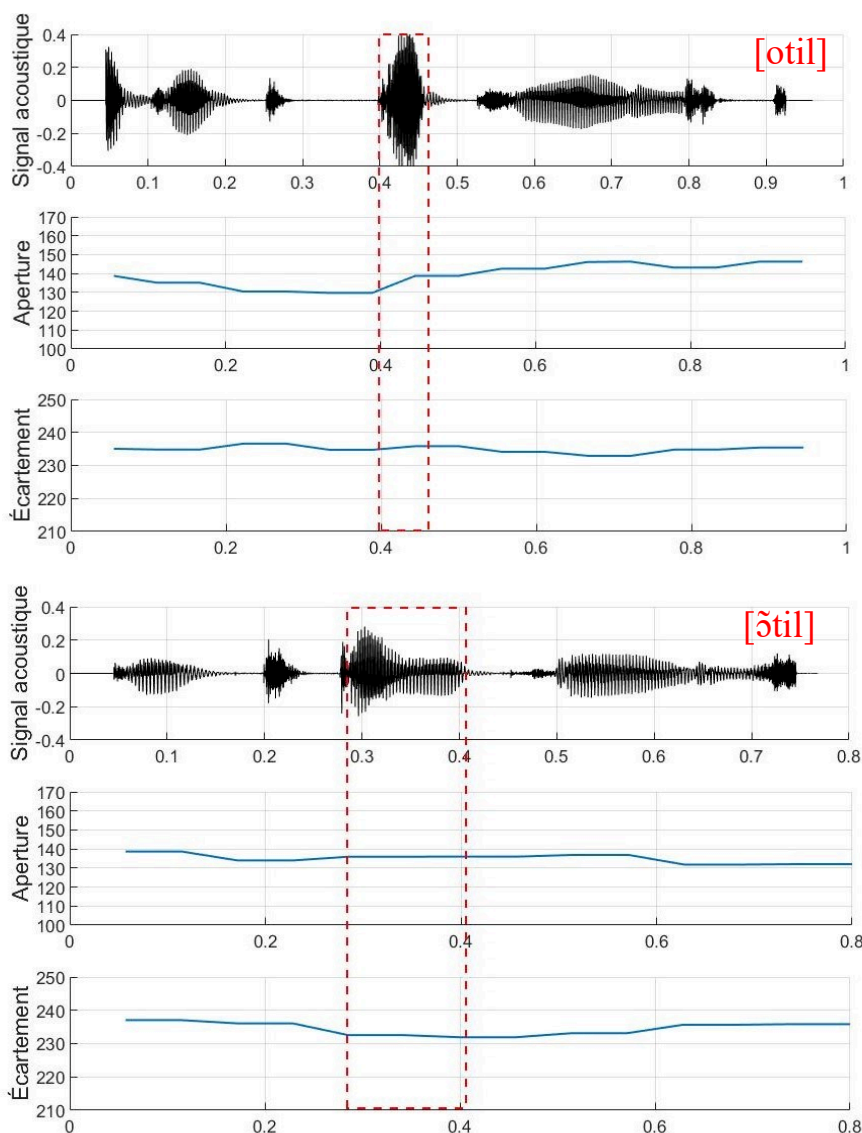 [otil]
Signal acoustique
0.4
0.2
0
-0.2
-0.4
0 0.1 0.2 0.3 0.4 0.5 0.6 0.7 0.8 0.9 1
Aperture
170
160
150
140
130
120
110
100
0 0.2 0.4 0.6 0.8 1
Écartement
250
240
230
220
210
0 0.2 0.4 0.6 0.8 1
[ɔ̃til]
Signal acoustique
0.4
0.2
0
-0.2
-0.4
0 0.1 0.2 0.3 0.4 0.5 0.6 0.7 0.8
Aperture
170
160
150
140
130
120
110
100
0 0.2 0.4 0.6 0.8
Écartement
250
240
230
220
210
0 0.2 0.4 0.6 0.8